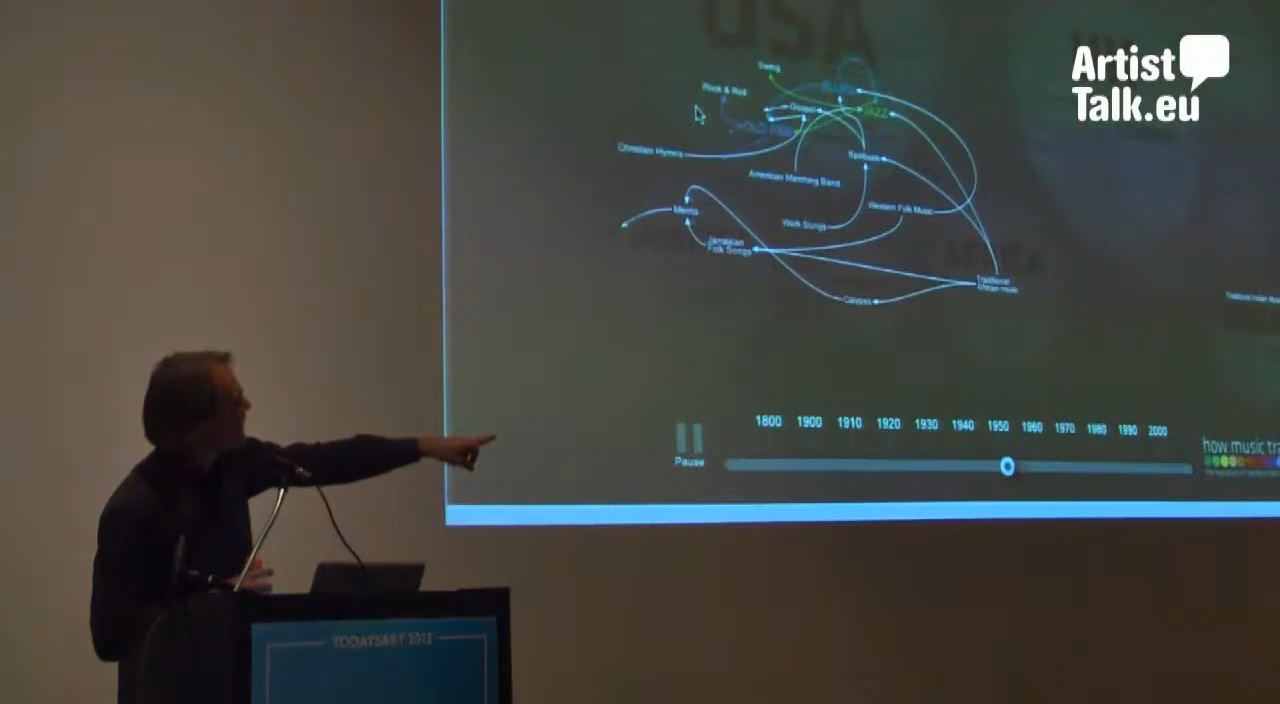 USA
Artist
Talk.eu
Swing
Rock & Roll
BLUES
Gospel
JAZZ
Christian Hymns
Spirituals
American Marching Band
Mento
Western Folk Music
Work Songs
Jamaican
Folk Songs
AFRICA
Traditional
African music
Calypso
1800 1900 1910 1920 1930 1940 1950 1960 1970 1980 1990 2000
Pause
how music tra
TODAYSART 2012